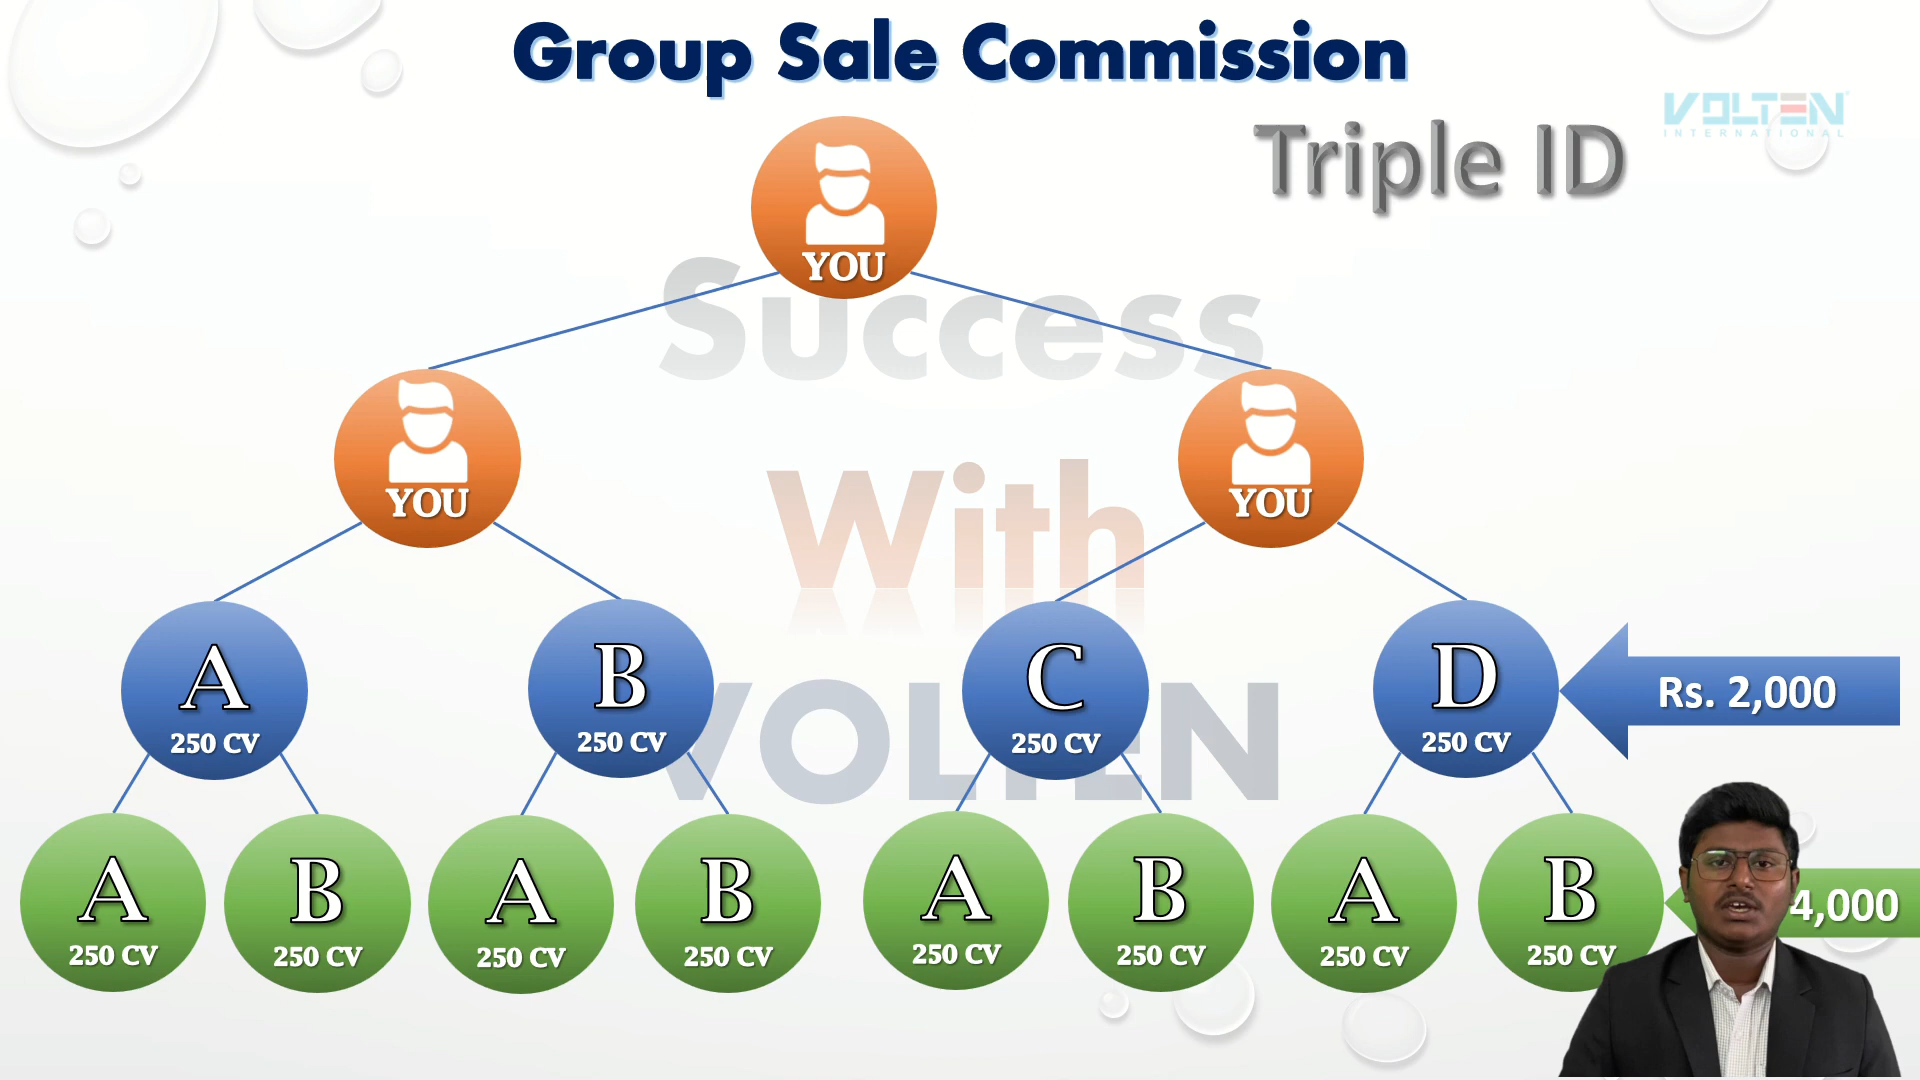 Group Sale Commission
VOLTEN
INTERNATIONAL
Triple ID
YOU
Success
YOU
YOU
With
A
250 CV
B
250 CV
C
250 CV
D
250 CV
Rs. 2,000
VOLTEN
A
250 CV
B
250 CV
A
250 CV
B
250 CV
A
250 CV
B
250 CV
A
250 CV
B
250 CV
4,000